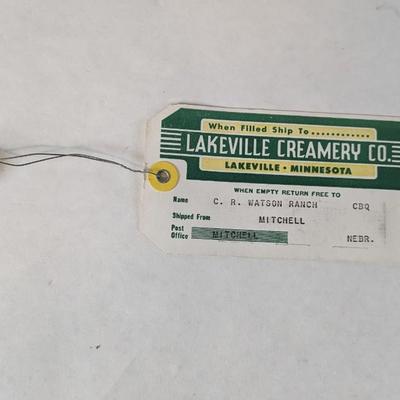 When Filled Ship To............
LAKEVILLE CREAMERY CO.
LAKEVILLE • MINNESOTA
WHEN EMPTY RETURN FREE TO
Name C. R. WATSON RANCH CBQ
Shipped From MITCHELL
Post Office MITCHELL NEBR.